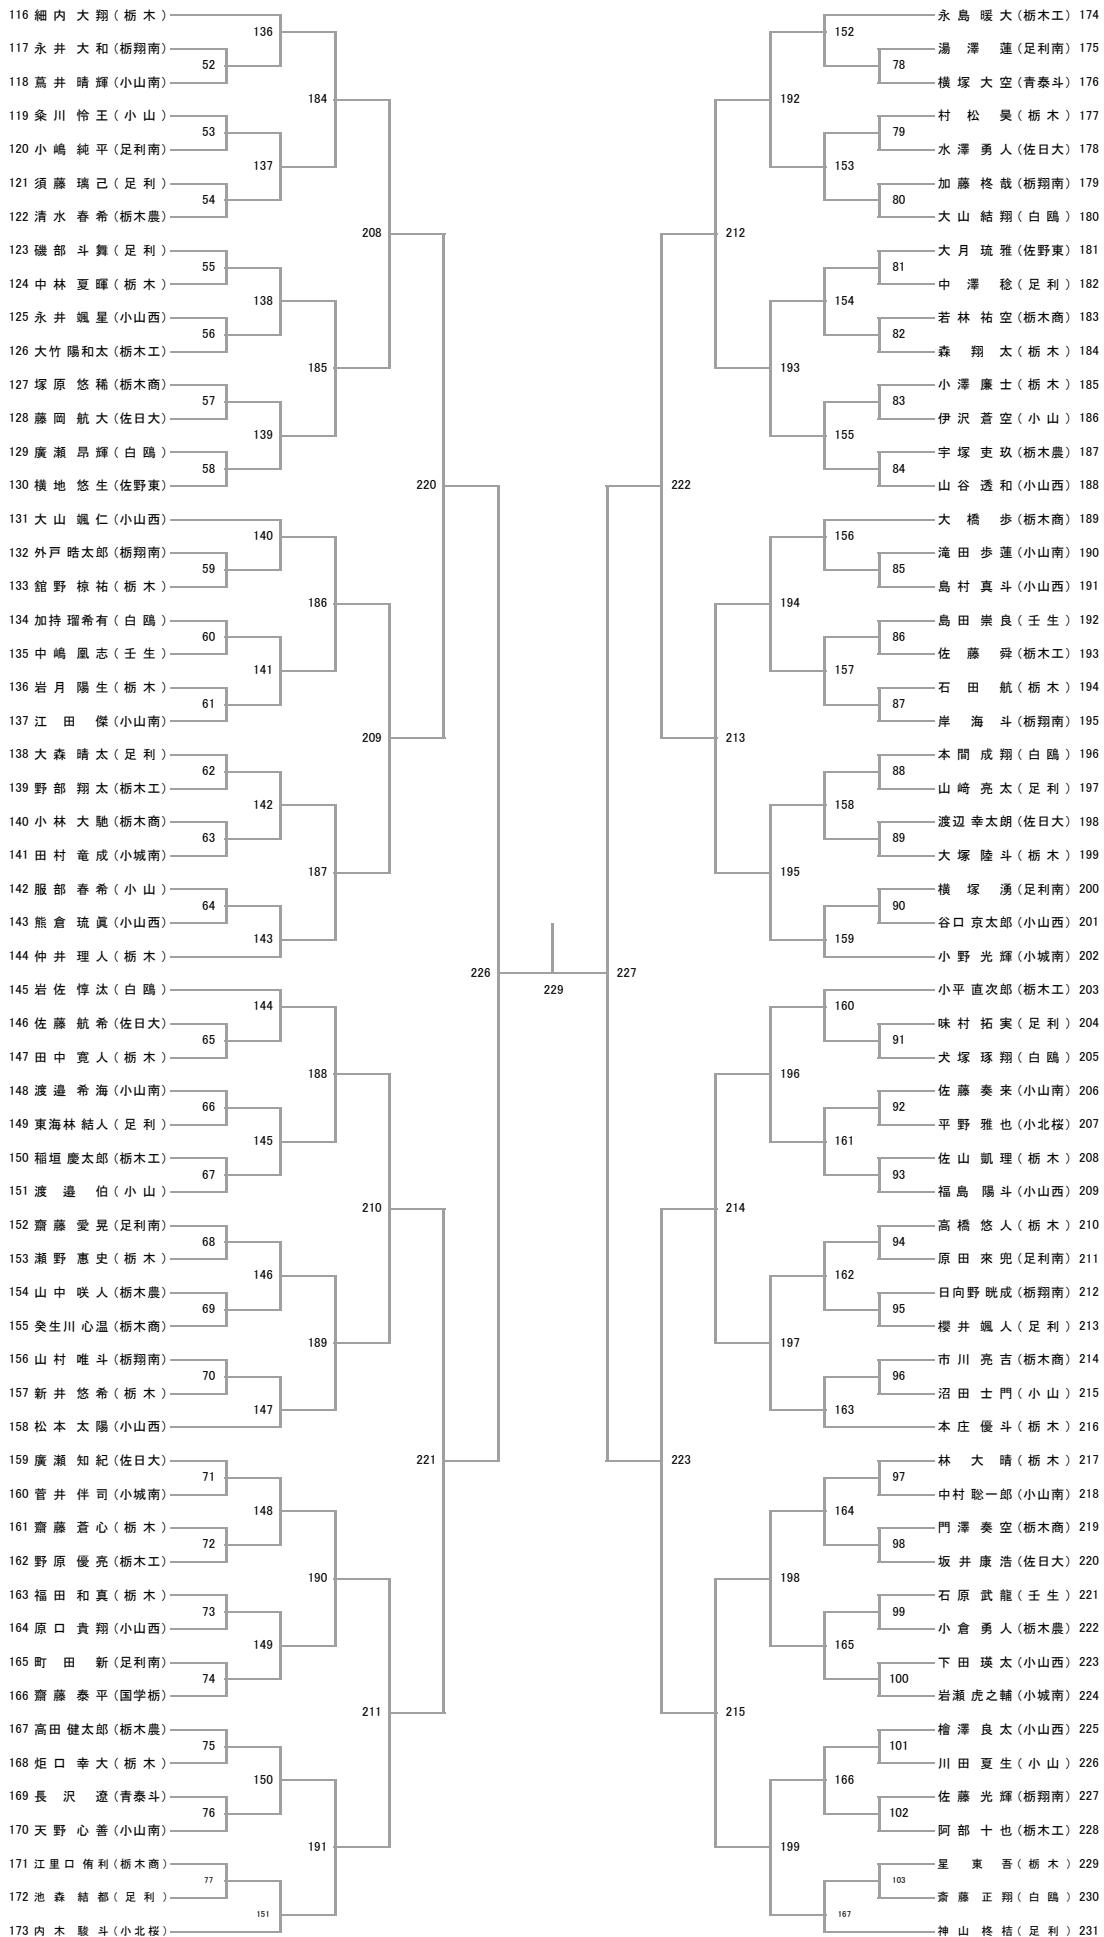 116 細内 大翔(栃木)
117 永井 大和(栃翔南)
118 蔦井 晴輝(小山南)
119 粂川 怜王(小山)
120 小嶋 純平(足利南)
121 須藤 璃己(足利)
122 清水 春希(栃木農)
123 磯部 斗舞(足利)
124 中林 夏暉(栃木)
125 永井 颯星(小山西)
126 大竹 陽和太(栃木工)
127 塚原 悠稀(栃木商)
128 藤岡 航大(佐日大)
129 廣瀬 昂輝(白鴎)
130 横地 悠生(佐野東)
131 大山 颯仁(小山西)
132 外戸 晧太郎(栃翔南)
133 舘野 椋祐(栃木)
134 加持 瑠希有(白鴎)
135 中嶋 凰志(壬生)
136 岩月 陽生(栃木)
137 江田 傑(小山南)
138 大森 晴太(足利)
139 野部 翔太(栃木工)
140 小林 大馳(栃木商)
141 田村 竜成(小城南)
142 服部 春希(小山)
143 熊倉 琉眞(小山西)
144 仲井 理人(栃木)
145 岩佐 惇汰(白鴎)
146 佐藤 航希(佐日大)
147 田中 寛人(栃木)
148 渡邉 希海(小山南)
149 東海林 結人(足利)
150 稲垣 慶太郎(栃木工)
151 渡邉 伯(小山)
152 齋藤 愛晃(足利南)
153 瀬野 惠史(栃木)
154 山中 咲人(栃木農)
155 癸生川 心温(栃木商)
156 山村 唯斗(栃翔南)
157 新井 悠希(栃木)
158 松本 太陽(小山西)
159 廣瀬 知紀(佐日大)
160 菅井 伴司(小城南)
161 齋藤 蒼心(栃木)
162 野原 優亮(栃木工)
163 福田 和真(栃木)
164 原口 貴翔(小山西)
165 町田 新(足利南)
166 齋藤 泰平(国学栃)
167 高田 健太郎(栃木農)
168 炬口 幸大(栃木)
169 長沢 遼(青泰斗)
170 天野 心善(小山南)
171 江里口 侑利(栃木商)
172 池森 結都(足利)
173 内木 駿斗(小北桜)
52
53
54
55
56
57
58
59
60
61
62
63
64
65
66
67
68
69
70
71
72
73
74
75
76
77
136
137
138
139
140
141
142
143
144
145
146
147
148
149
150
151
184
185
186
187
188
189
190
191
208
209
210
211
220
221
226
229
227
222
223
212
213
214
215
192
193
194
195
196
197
198
199
152
153
154
155
156
157
158
159
160
161
162
163
164
165
166
167
78
79
80
81
82
83
84
85
86
87
88
89
90
91
92
93
94
95
96
97
98
99
100
101
102
103
永島 暖大(栃木工) 174
湯澤 蓮(足利南) 175
横塚 大空(青泰斗) 176
村松 昊(栃木) 177
水澤 勇人(佐日大) 178
加藤 柊哉(栃翔南) 179
大山 結翔(白鴎) 180
大月 琉雅(佐野東) 181
中澤 稔(足利) 182
若林 祐空(栃木商) 183
森 翔太(栃木) 184
小澤 廉士(栃木) 185
伊沢 蒼空(小山) 186
宇塚 吏玖(栃木農) 187
山谷 透和(小山西) 188
大橋 歩(栃木商) 189
滝田 歩蓮(小山南) 190
島村 真斗(小山西) 191
島田 崇良(壬生) 192
佐藤 舜(栃木工) 193
石田 航(栃木) 194
岸 海斗(栃翔南) 195
本間 成翔(白鴎) 196
山﨑 亮太(足利) 197
渡辺 幸太朗(佐日大) 198
大塚 陸斗(栃木) 199
横塚 湧(足利南) 200
谷口 京太郎(小山西) 201
小野 光輝(小城南) 202
小平 直次郎(栃木工) 203
味村 拓実(足利) 204
犬塚 琢翔(白鴎) 205
佐藤 奏来(小山南) 206
平野 雅也(小北桜) 207
佐山 凱理(栃木) 208
福島 陽斗(小山西) 209
高橋 悠人(栃木) 210
原田 來兜(足利南) 211
日向野 晄成(栃翔南) 212
櫻井 颯人(足利) 213
市川 亮吉(栃木商) 214
沼田 士門(小山) 215
本庄 優斗(栃木) 216
林 大晴(栃木) 217
中村 聡一郎(小山南) 218
門澤 奏空(栃木商) 219
坂井 康浩(佐日大) 220
石原 武龍(壬生) 221
小倉 勇人(栃木農) 222
下田 瑛太(小山西) 223
岩瀬 虎之輔(小城南) 224
檜澤 良太(小山西) 225
川田 夏生(小山) 226
佐藤 光輝(栃翔南) 227
阿部 十也(栃木工) 228
星 東吾(栃木) 229
斎藤 正翔(白鴎) 230
神山 柊桔(足利) 231